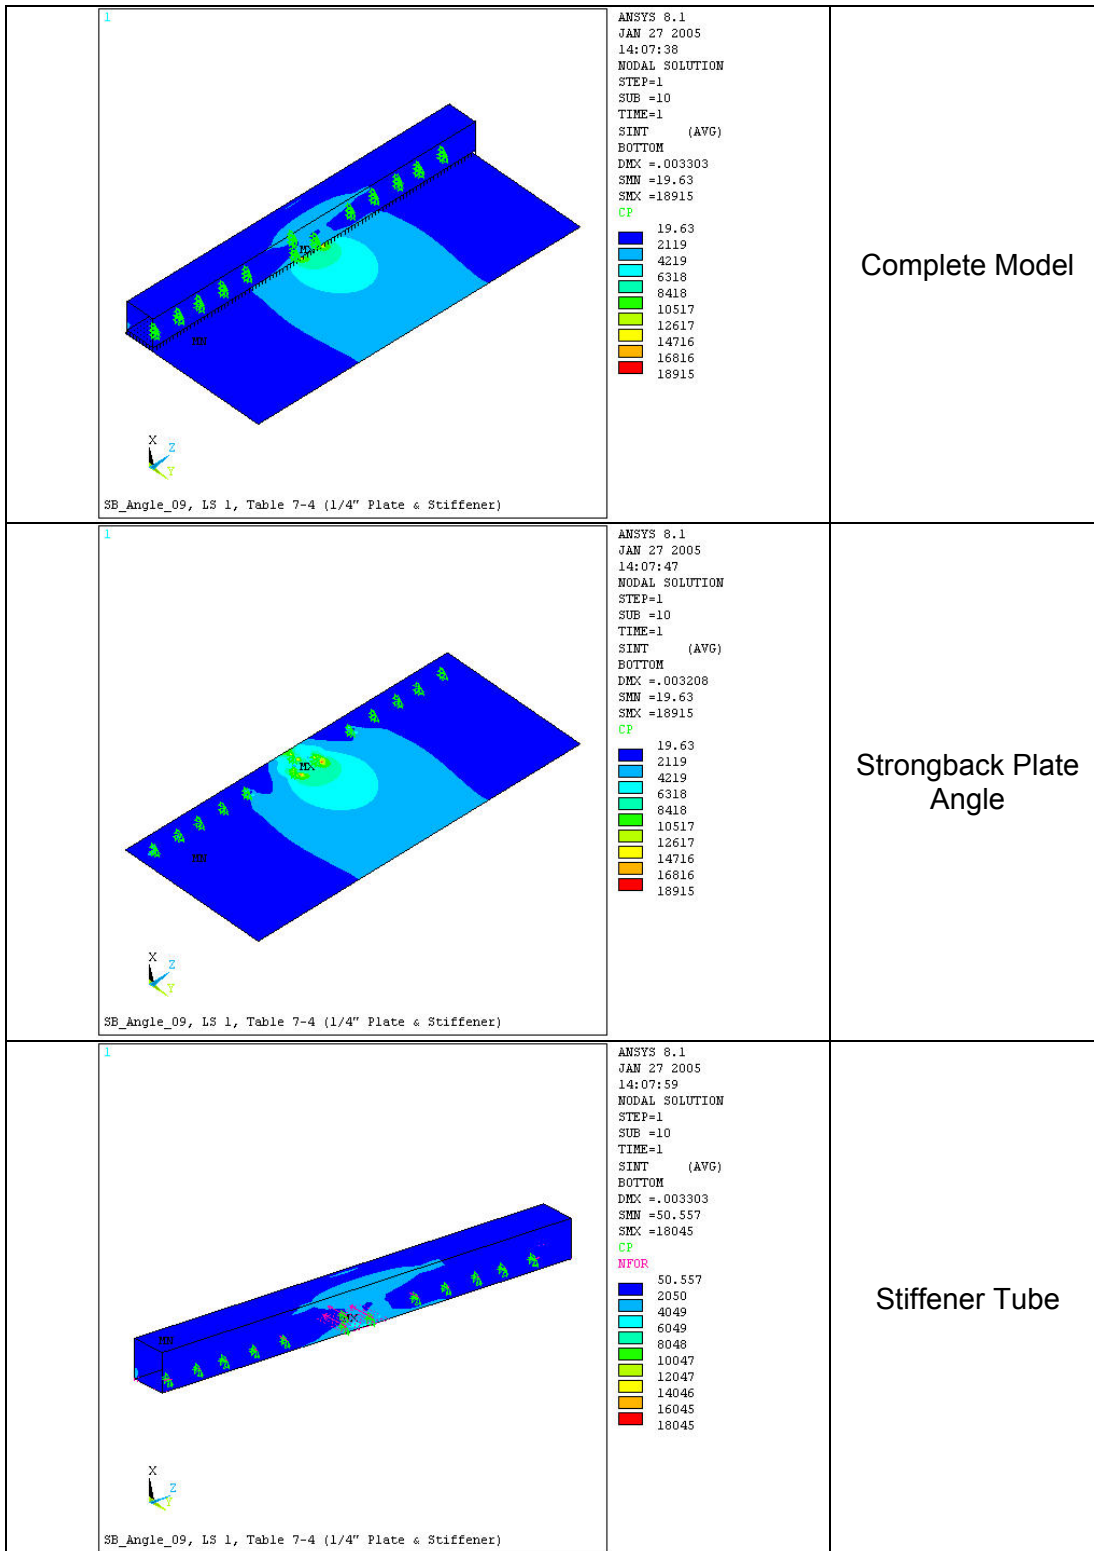 1
ANSYS 8.1
JAN 27 2005
14:07:38
NODAL SOLUTION
STEP=1
SUB =10
TIME=1
SINT (AVG)
BOTTOM
DMX =.003303
SMN =19.63
SMX =18915
CP
19.63
2119
4219
6318
8418
10517
12617
14716
16816
18915
MX
MN
X
Z
Y
SB_Angle_09, LS 1, Table 7-4 (1/4" Plate & Stiffener)
Complete Model
1
ANSYS 8.1
JAN 27 2005
14:07:47
NODAL SOLUTION
STEP=1
SUB =10
TIME=1
SINT (AVG)
BOTTOM
DMX =.003208
SMN =19.63
SMX =18915
CP
19.63
2119
4219
6318
8418
10517
12617
14716
16816
18915
MX
MN
X
Z
Y
SB_Angle_09, LS 1, Table 7-4 (1/4" Plate & Stiffener)
Strongback Plate
Angle
1
ANSYS 8.1
JAN 27 2005
14:07:59
NODAL SOLUTION
STEP=1
SUB =10
TIME=1
SINT (AVG)
BOTTOM
DMX =.003303
SMN =50.557
SMX =18045
CP
NFOR
50.557
2050
4049
6049
8048
10047
12047
14046
16045
18045
MN
MX
X
Z
Y
SB_Angle_09, LS 1, Table 7-4 (1/4" Plate & Stiffener)
Stiffener Tube